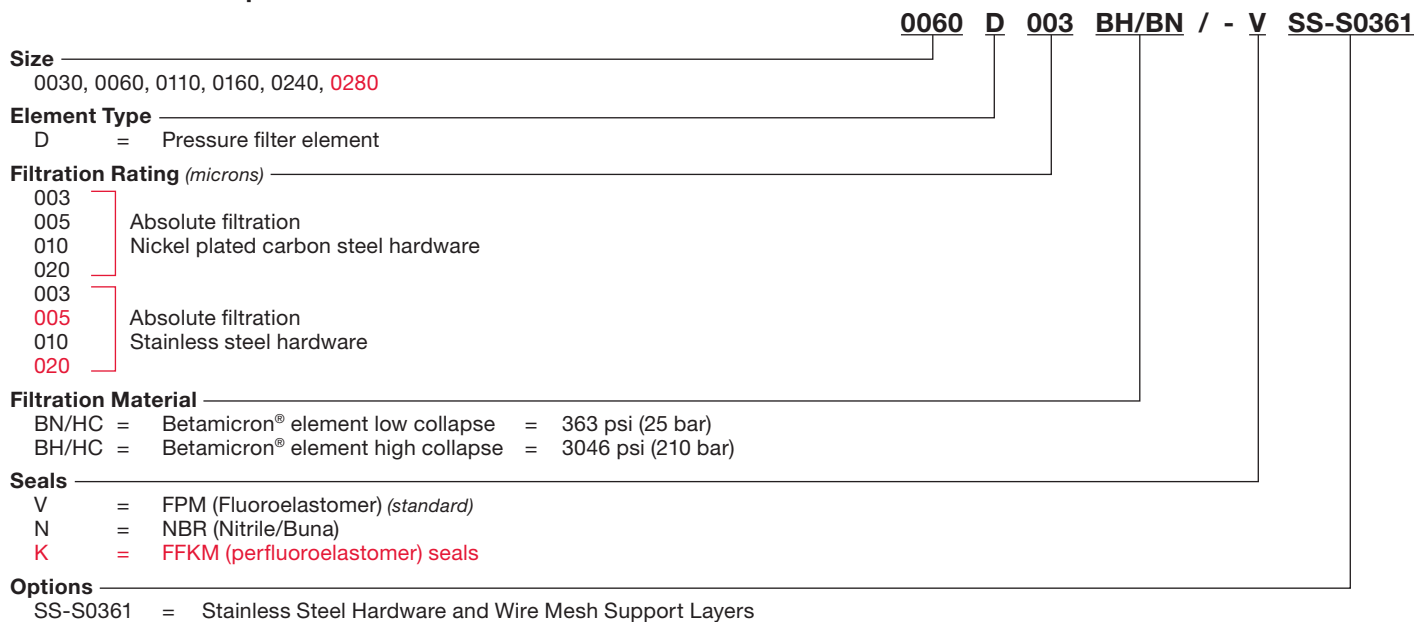 0060 D 003 BH/BN / - V SS-S0361
Size
0030, 0060, 0110, 0160, 0240, 0280
Element Type
D = Pressure filter element
Filtration Rating (microns)
003
005 Absolute filtration
010 Nickel plated carbon steel hardware
020
003
005 Absolute filtration
010 Stainless steel hardware
020
Filtration Material
BN/HC = Betamicron® element low collapse = 363 psi (25 bar)
BH/HC = Betamicron® element high collapse = 3046 psi (210 bar)
Seals
V = FPM (Fluoroelastomer) (standard)
N = NBR (Nitrile/Buna)
K = FFKM (perfluoroelastomer) seals
Options
SS-S0361 = Stainless Steel Hardware and Wire Mesh Support Layers